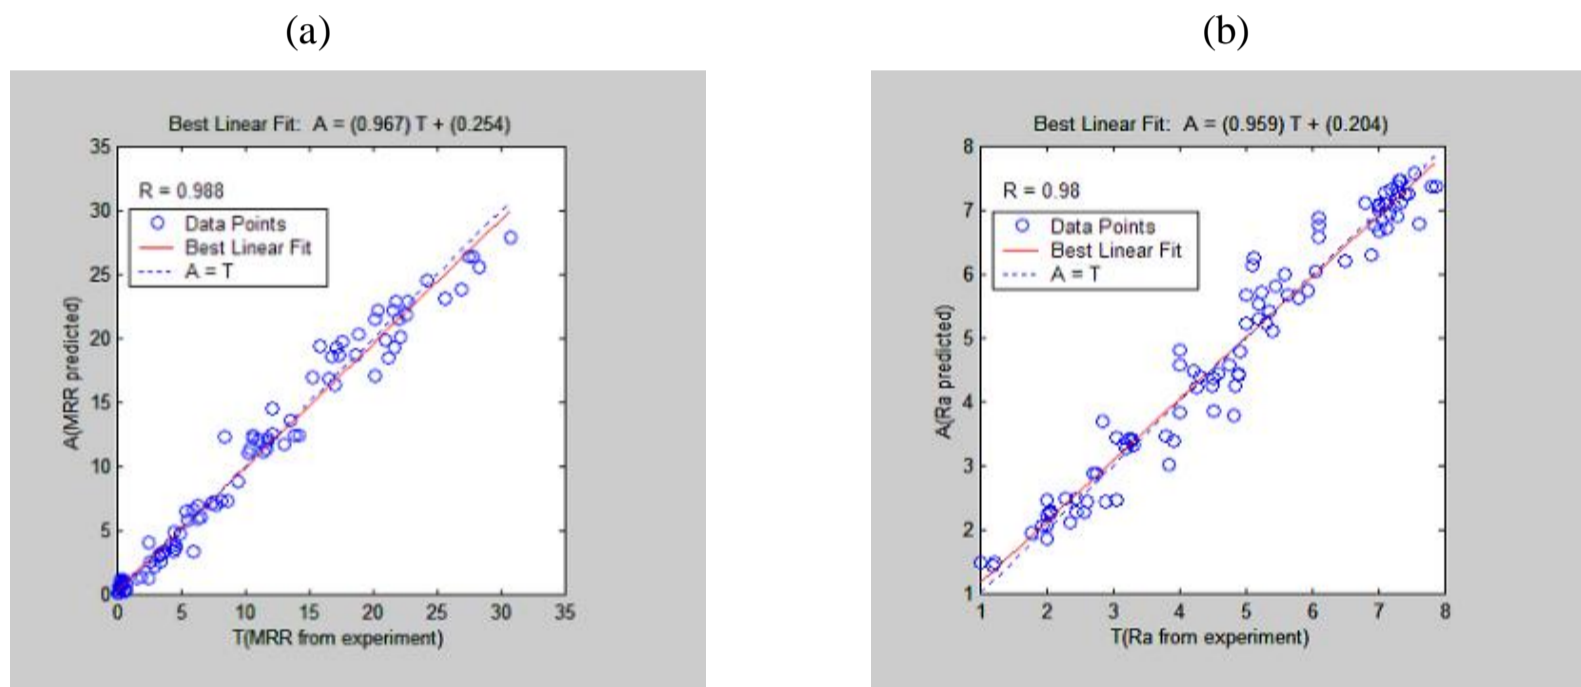 (a)
(b)
Best Linear Fit: A = (0.967) T + (0.254)
35
30
25
20
15
10
5
0
R = 0.988
Data Points
Best Linear Fit
A = T
A(MRR predicted)
0 5 10 15 20 25 30 35
T(MRR from experiment)
Best Linear Fit: A = (0.959) T + (0.204)
8
7
6
5
4
3
2
1
R = 0.98
Data Points
Best Linear Fit
A = T
A(Ra predicted)
1 2 3 4 5 6 7 8
T(Ra from experiment)